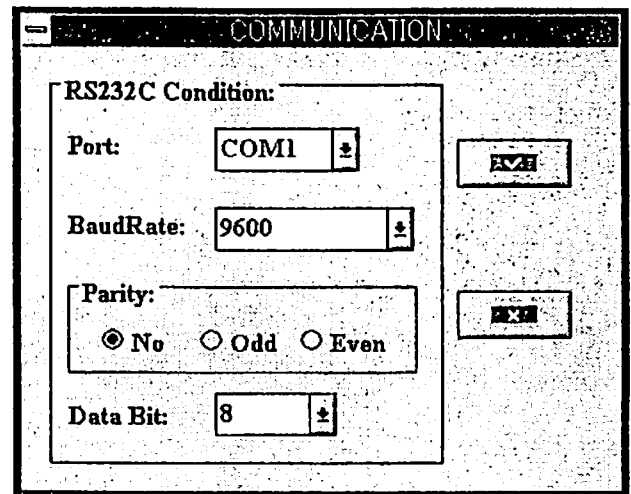 COMMUNICATION
RS232C Condition:
Port: COM1
BaudRate: 9600
Parity:
No Odd Even
Data Bit: 8